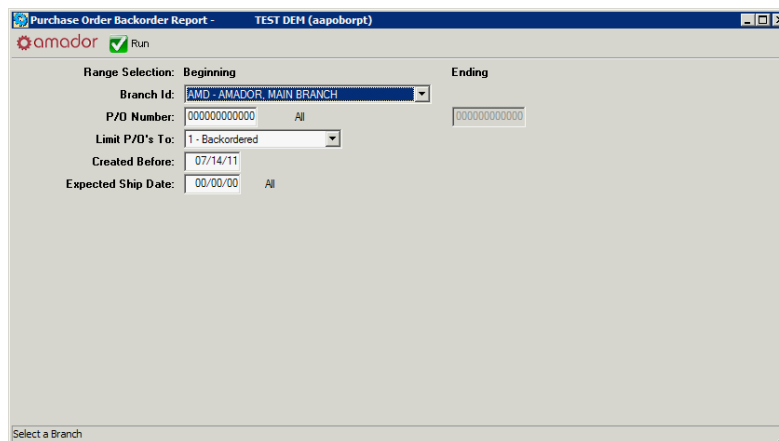 Purchase Order Backorder Report - TEST DEM (aapoborpt)
amador Run
Range Selection: Beginning Ending
Branch Id: AMD - AMADOR, MAIN BRANCH
P/O Number: 000000000000 All 000000000000
Limit P/O's To: 1 - Backordered
Created Before: 07/14/11
Expected Ship Date: 00/00/00 All
Select a Branch